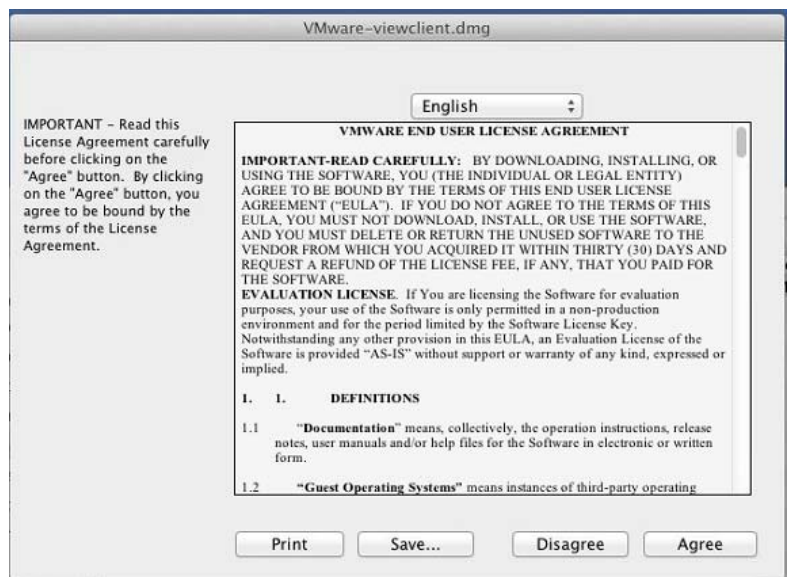 VMware-viewclient.dmg
English
IMPORTANT – Read this
License Agreement carefully
before clicking on the
"Agree" button.  By clicking
on the "Agree" button, you
agree to be bound by the
terms of the License
Agreement.
VMWARE END USER LICENSE AGREEMENT
IMPORTANT-READ CAREFULLY:  BY DOWNLOADING, INSTALLING, OR
USING THE SOFTWARE, YOU (THE INDIVIDUAL OR LEGAL ENTITY)
AGREE TO BE BOUND BY THE TERMS OF THIS END USER LICENSE
AGREEMENT (“EULA”).  IF YOU DO NOT AGREE TO THE TERMS OF THIS
EULA, YOU MUST NOT DOWNLOAD, INSTALL, OR USE THE SOFTWARE,
AND YOU MUST DELETE OR RETURN THE UNUSED SOFTWARE TO THE
VENDOR FROM WHICH YOU ACQUIRED IT WITHIN THIRTY (30) DAYS AND
REQUEST A REFUND OF THE LICENSE FEE, IF ANY, THAT YOU PAID FOR
THE SOFTWARE.
EVALUATION LICENSE.  If You are licensing the Software for evaluation
purposes, your use of the Software is only permitted in a non-production
environment and for the period limited by the Software License Key.
Notwithstanding any other provision in this EULA, an Evaluation License of the
Software is provided “AS-IS” without support or warranty of any kind, expressed or
implied.
1. 1. DEFINITIONS
1.1 “Documentation” means, collectively, the operation instructions, release
notes, user manuals and/or help files for the Software in electronic or written
form.
1.2 “Guest Operating Systems” means instances of third-party operating
Print Save... Disagree Agree